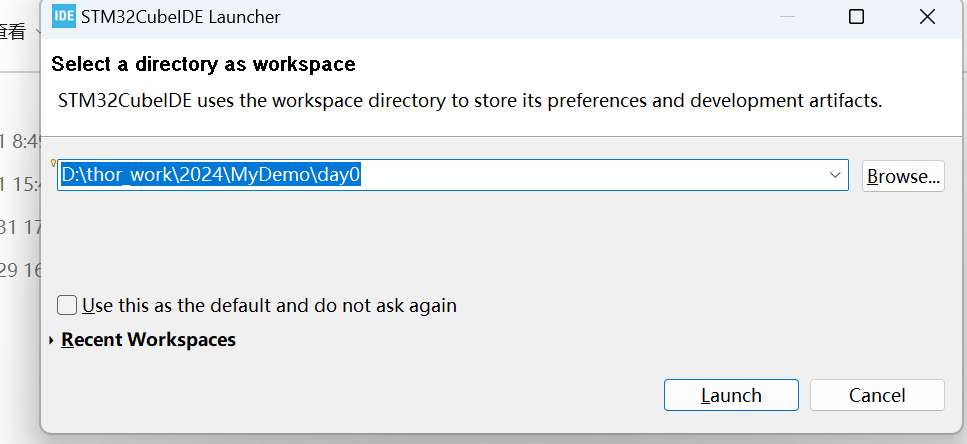 IDE STM32CubeIDE Launcher
查看
Select a directory as workspace
STM32CubeIDE uses the workspace directory to store its preferences and development artifacts.
1 8:49
D:\thor_work\2024\MyDemo\day0
Browse...
1 15:4
31 17
29 16
Use this as the default and do not ask again
Recent Workspaces
Launch
Cancel